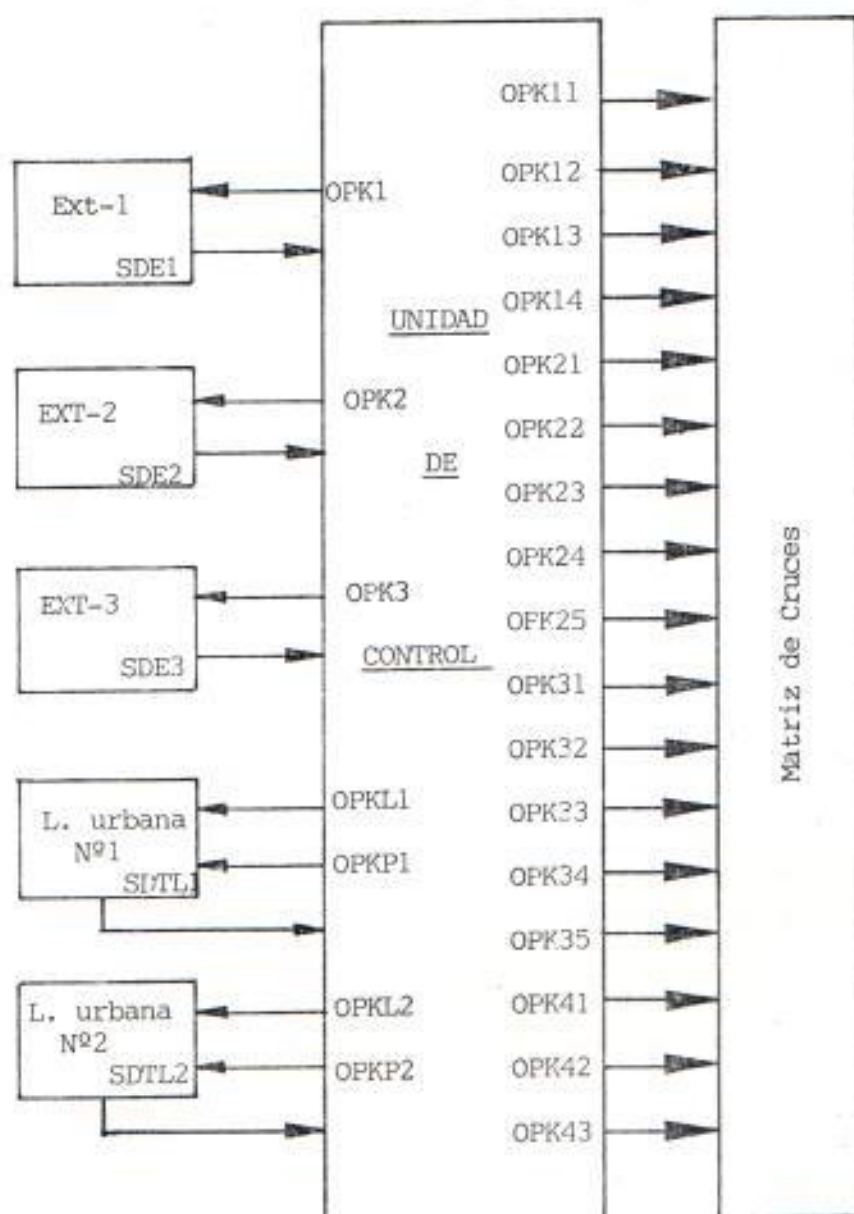 Ext-1
SDE1
EXT-2
SDE2
EXT-3
SDE3
L. urbana
Nº1
SDTL1
L. urbana
Nº2
SDTL2
OPK1
OPK2
OPK3
OPKL1
OPKP1
OPKL2
OPKP2
UNIDAD
DE
CONTROL
OPK11
OPK12
OPK13
OPK14
OPK21
OPK22
OPK23
OPK24
OFK25
OPK31
OPK32
OPK33
OPK34
OPK35
OPK41
OPK42
OPK43
Matriz de Cruces